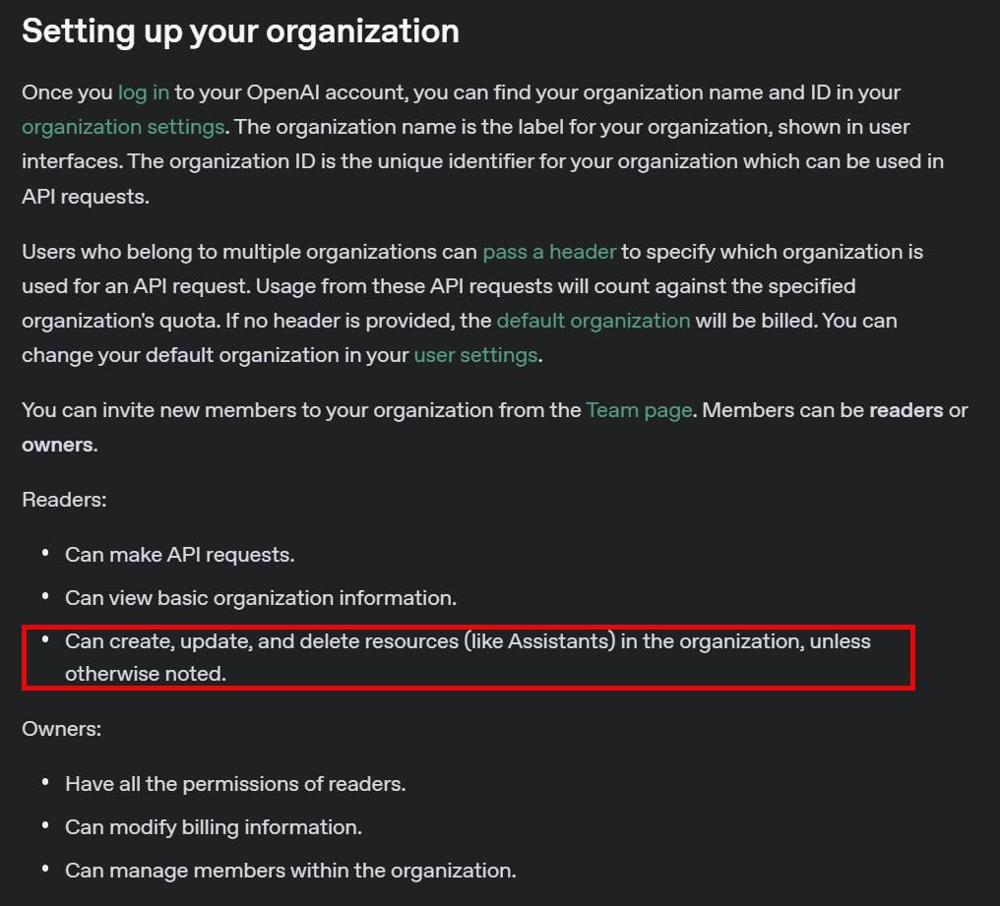 Setting up your organization
Once you log in to your OpenAI account, you can find your organization name and ID in your
organization settings. The organization name is the label for your organization, shown in user
interfaces. The organization ID is the unique identifier for your organization which can be used in
API requests.
Users who belong to multiple organizations can pass a header to specify which organization is
used for an API request. Usage from these API requests will count against the specified
organization's quota. If no header is provided, the default organization will be billed. You can
change your default organization in your user settings.
You can invite new members to your organization from the Team page. Members can be readers or
owners.
Readers:
• Can make API requests.
• Can view basic organization information.
• Can create, update, and delete resources (like Assistants) in the organization, unless
otherwise noted.
Owners:
• Have all the permissions of readers.
• Can modify billing information.
• Can manage members within the organization.